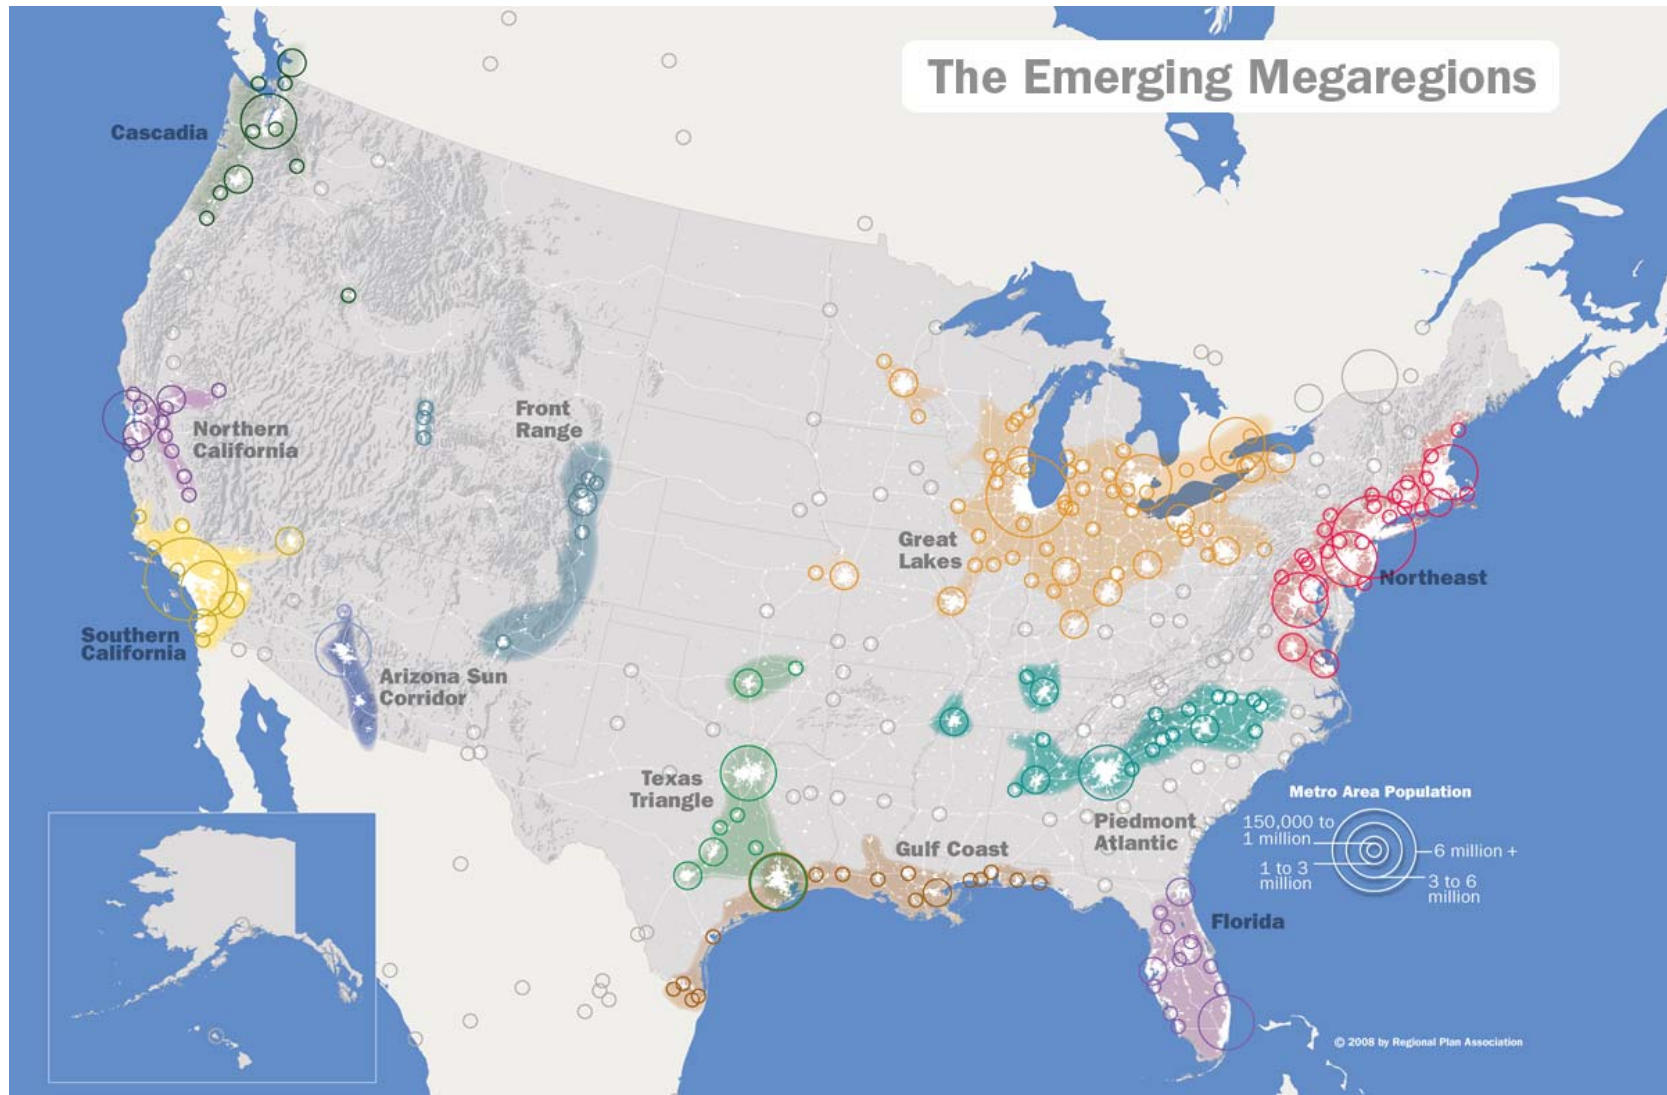 The Emerging Megaregions
Cascadia
Northern
California
Front
Range
Great
Lakes
Northeast
Southern
California
Arizona Sun
Corridor
Texas
Triangle
Gulf Coast
Piedmont
Atlantic
Florida
Metro Area Population
150,000 to
1 million
6 million +
1 to 3
million
3 to 6
million
© 2008 by Regional Plan Association